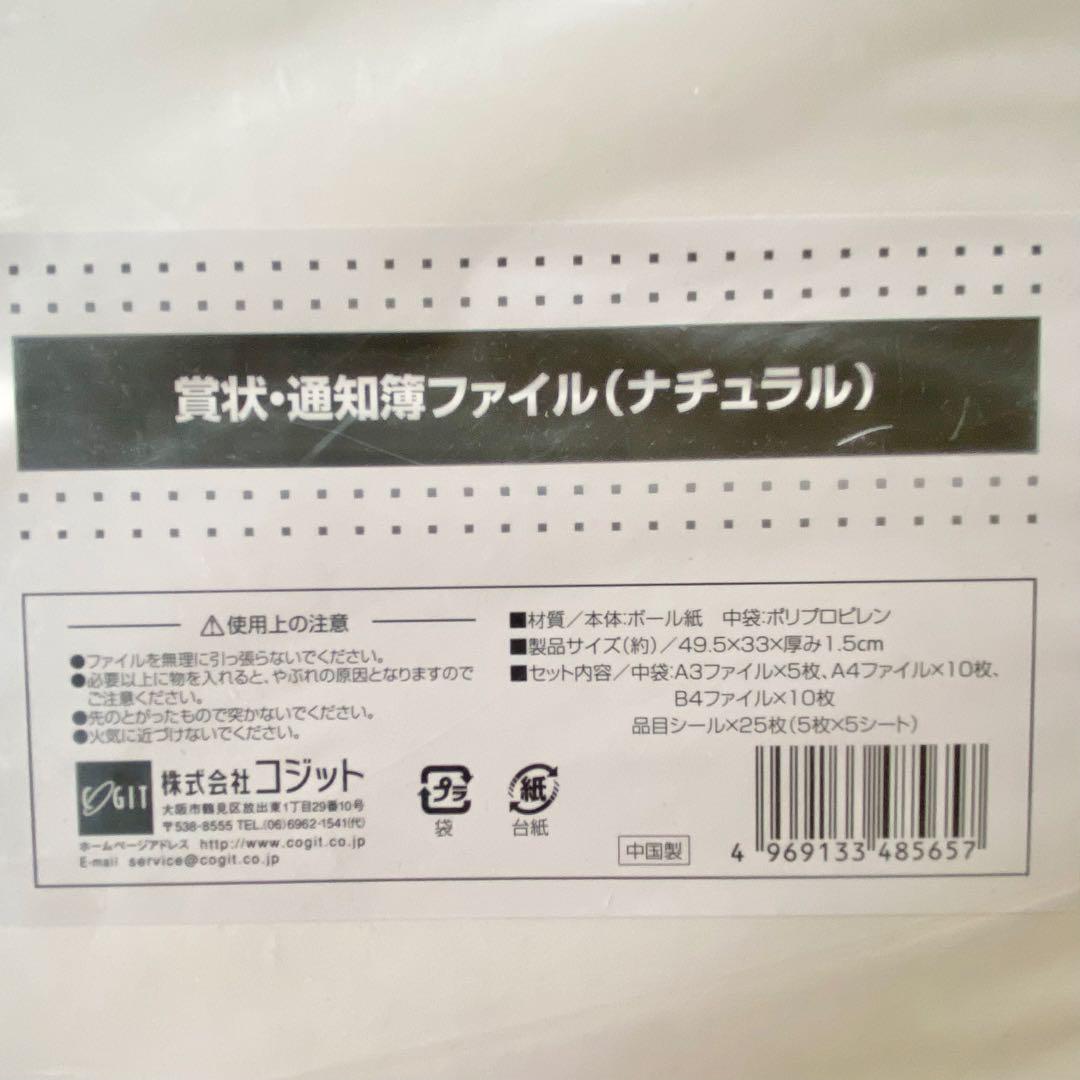 賞状・通知簿ファイル(ナチュラル)
⚠使用上の注意
●ファイルを無理に引っ張らないでください。
●必要以上に物を入れると、やぶれの原因となりますので
ご注意ください。
●先のとがったもので突かないでください。
●火気に近づけないでください。
■材質/本体:ボール紙 中袋:ポリプロピレン
■製品サイズ(約)/49.5×33×厚み1.5cm
■セット内容/中袋:A3ファイル×5枚、A4ファイル×10枚、
B4ファイル×10枚
品目シール×25枚(5枚×5シート)
COGIT
株式会社コジット
大阪市鶴見区放出東1丁目29番10号
〒538-8555 TEL.(06)6962-1541(代)
ホームページアドレス http://www.cogit.co.jp
E-mail service@cogit.co.jp
プラ
袋
紙
台紙
中国製
4 969133 485657